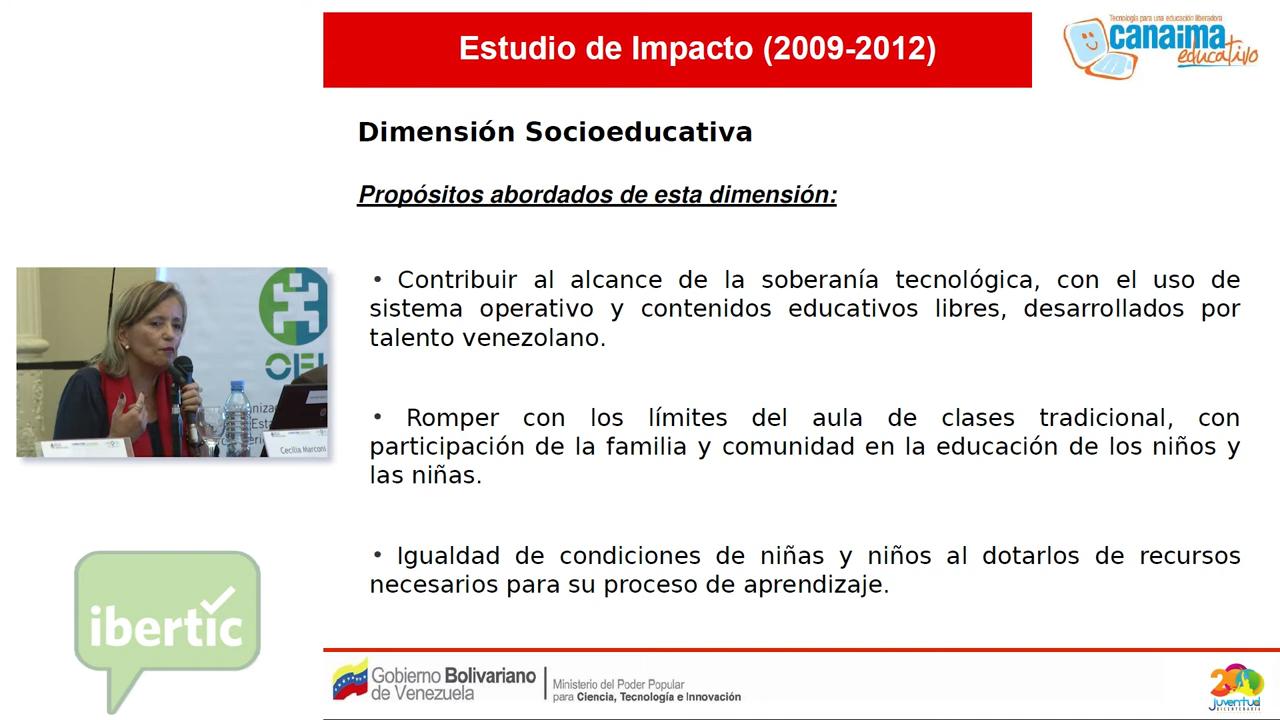 Estudio de Impacto (2009-2012)
Tecnología para una educación liberadora
canaima
educativo
Dimensión Socioeducativa
Propósitos abordados de esta dimensión:
• Contribuir al alcance de la soberanía tecnológica, con el uso de
sistema operativo y contenidos educativos libres, desarrollados por
talento venezolano.
• Romper con los límites del aula de clases tradicional, con
participación de la familia y comunidad en la educación de los niños y
las niñas.
• Igualdad de condiciones de niñas y niños al dotarlos de recursos
necesarios para su proceso de aprendizaje.
Cecilia Marconi
ibertic
Gobierno Bolivariano
de Venezuela
Ministerio del Poder Popular
para Ciencia, Tecnología e Innovación
juventud
BICENTENARIA